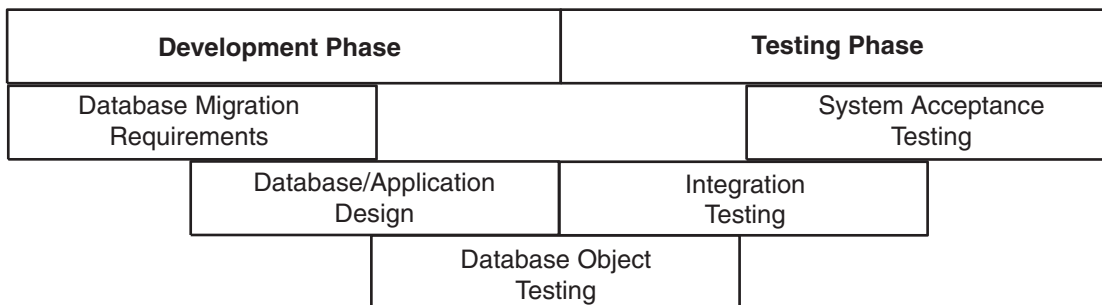 Development Phase
Testing Phase
Database Migration
Requirements
System Acceptance
Testing
Database/Application
Design
Integration
Testing
Database Object
Testing